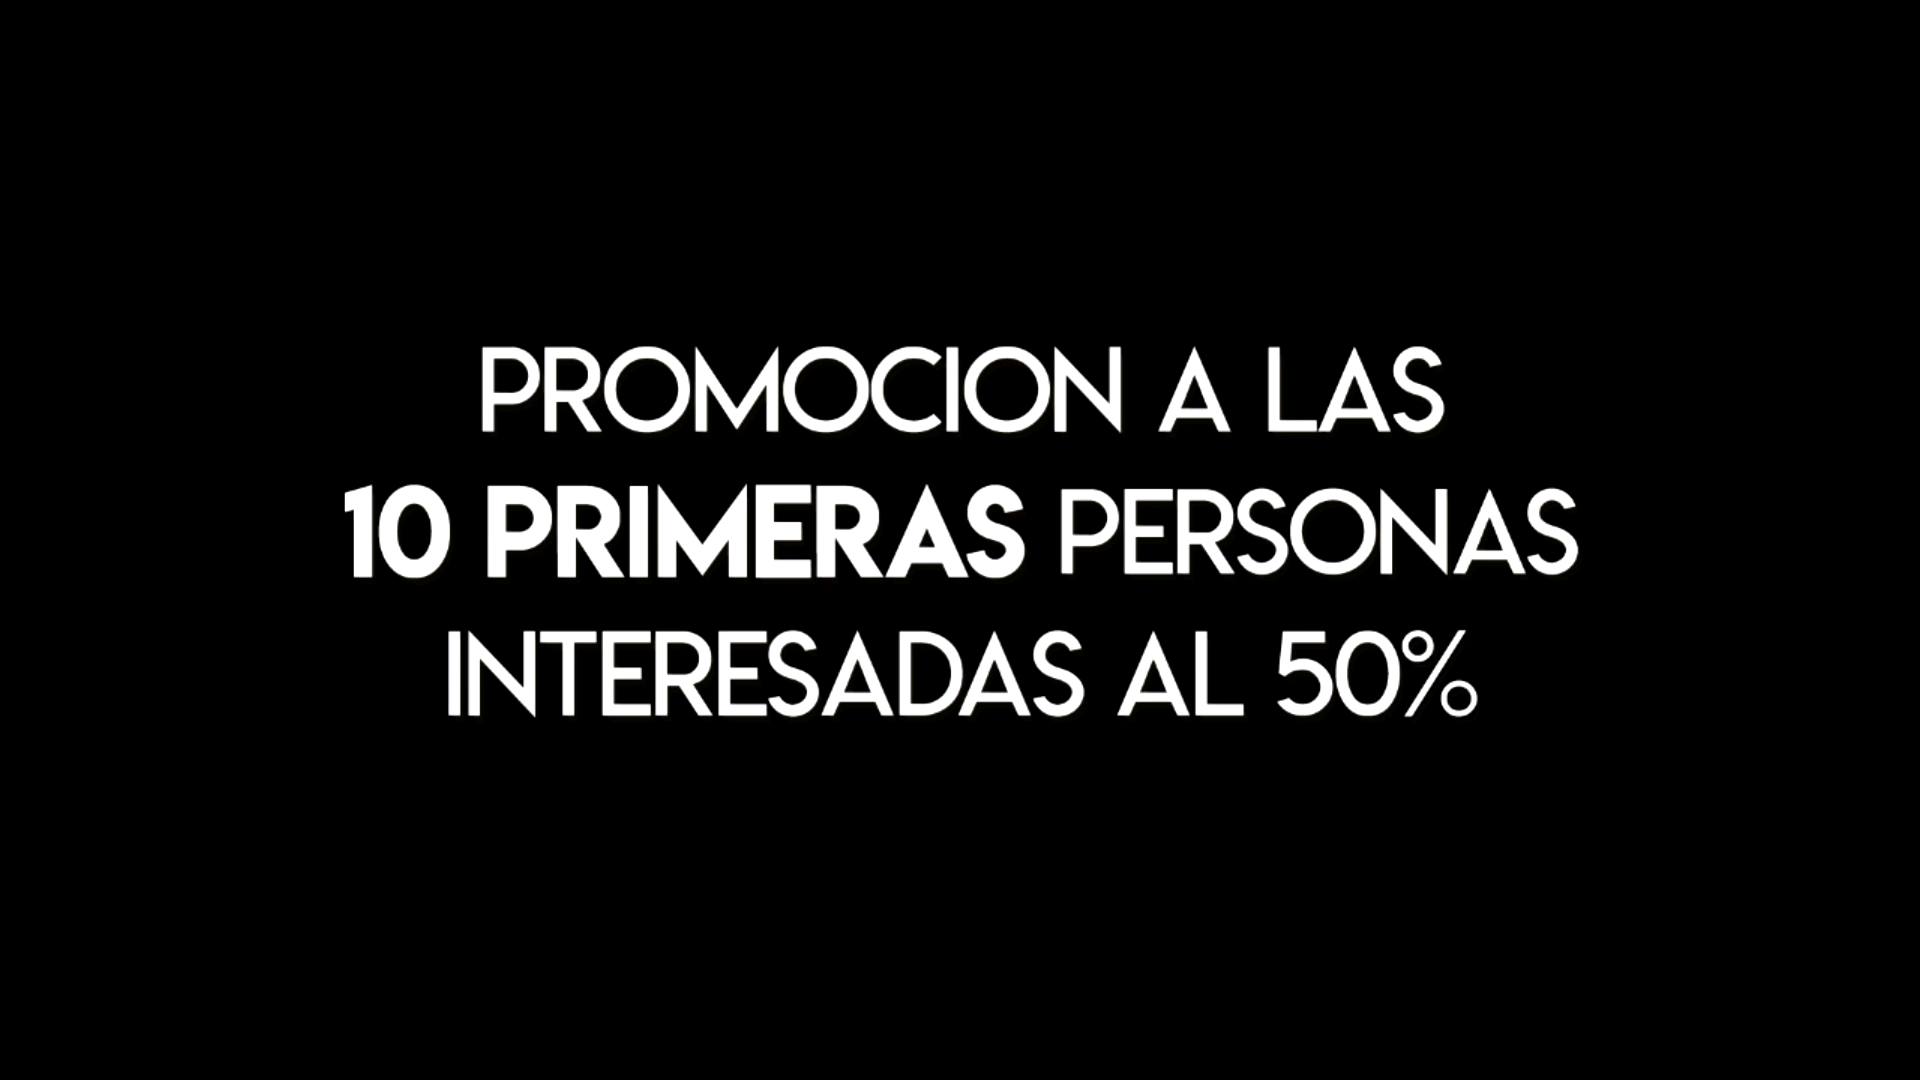 PROMOCION A LAS
10 PRIMERAS PERSONAS
INTERESADAS AL 50%